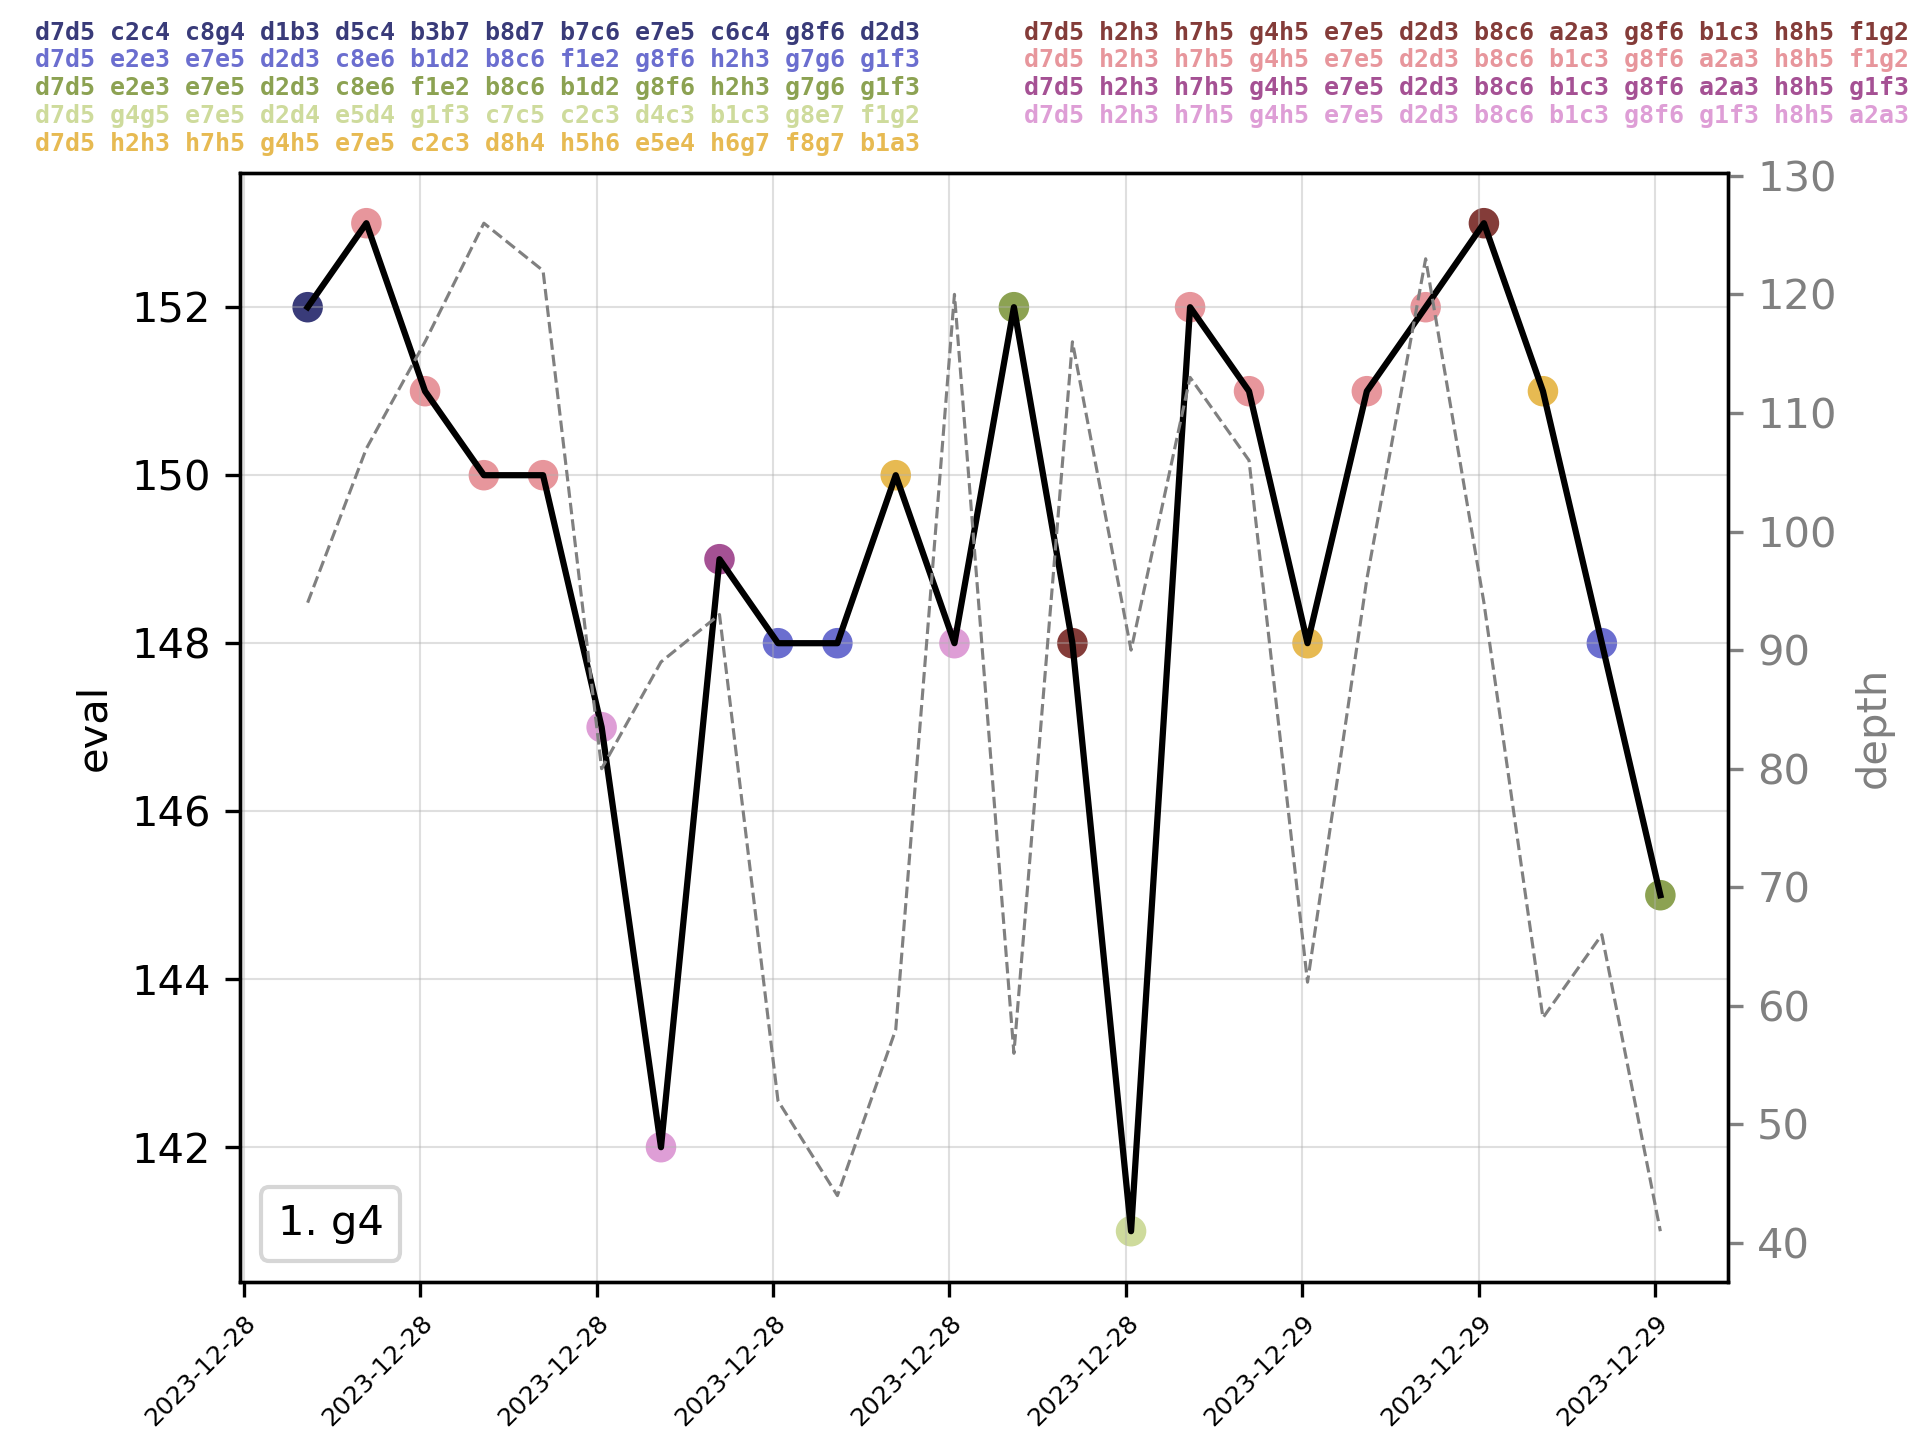 d7d5 c2c4 c8g4 d1b3 d5c4 b3b7 b8d7 b7c6 e7e5 c6c4 g8f6 d2d3
d7d5 e2e3 e7e5 d2d3 c8e6 b1d2 b8c6 f1e2 g8f6 h2h3 g7g6 g1f3
d7d5 e2e3 e7e5 d2d3 c8e6 f1e2 b8c6 b1d2 g8f6 h2h3 g7g6 g1f3
d7d5 g4g5 e7e5 d2d4 e5d4 g1f3 c7c5 c2c3 d4c3 b1c3 g8e7 f1g2
d7d5 h2h3 h7h5 g4h5 e7e5 c2c3 d8h4 h5h6 e5e4 h6g7 f8g7 b1a3
d7d5 h2h3 h7h5 g4h5 e7e5 d2d3 b8c6 a2a3 g8f6 b1c3 h8h5 f1g2
d7d5 h2h3 h7h5 g4h5 e7e5 d2d3 b8c6 b1c3 g8f6 a2a3 h8h5 f1g2
d7d5 h2h3 h7h5 g4h5 e7e5 d2d3 b8c6 b1c3 g8f6 a2a3 h8h5 g1f3
d7d5 h2h3 h7h5 g4h5 e7e5 d2d3 b8c6 b1c3 g8f6 g1f3 h8h5 a2a3
152
150
148
146
144
142
eval
130
120
110
100
90
80
70
60
50
40
depth
1. g4
2023-12-28
2023-12-28
2023-12-28
2023-12-28
2023-12-28
2023-12-28
2023-12-29
2023-12-29
2023-12-29